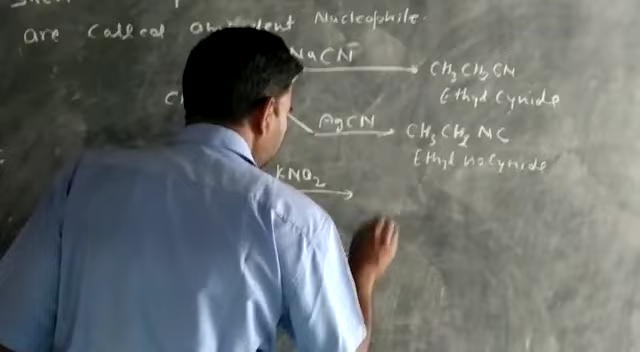 are called ambident Nucleophile.
NaCN CH3CH2CN
Ethyl Cynide
AgCN CH3CH2NC
Ethyl isocynide
KNO2